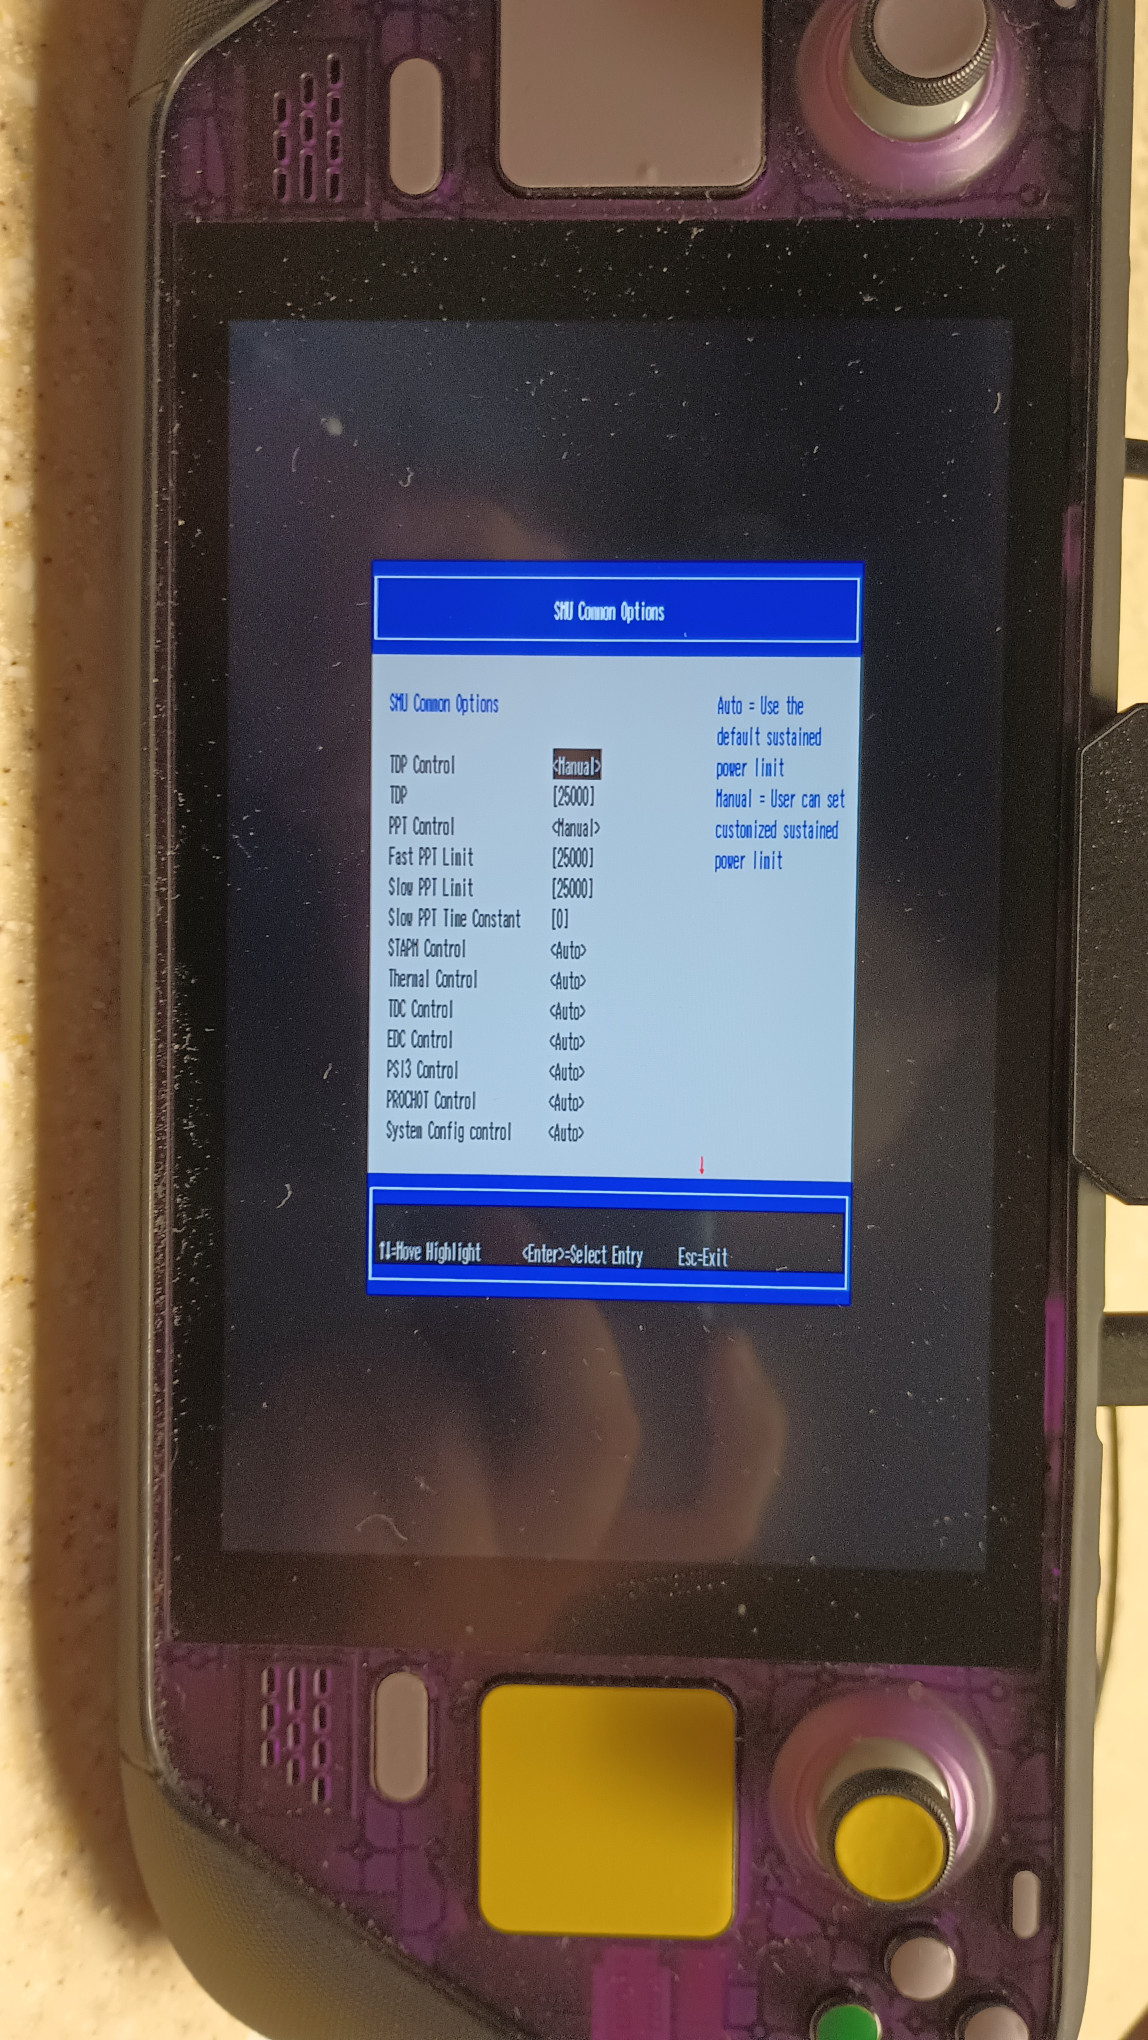 SMU Common Options
SMU Common Options
TDP Control <Manual>
TDP [25000]
PPT Control <Manual>
Fast PPT Limit [25000]
Slow PPT Limit [25000]
Slow PPT Time Constant [0]
STAPM Control <Auto>
Thermal Control <Auto>
TDC Control <Auto>
EDC Control <Auto>
PSI3 Control <Auto>
PROCHOT Control <Auto>
System Config control <Auto>
Auto = Use the
default sustained
power limit
Manual = User can set
customized sustained
power limit
↓
↑↓=Move Highlight <Enter>=Select Entry Esc=Exit